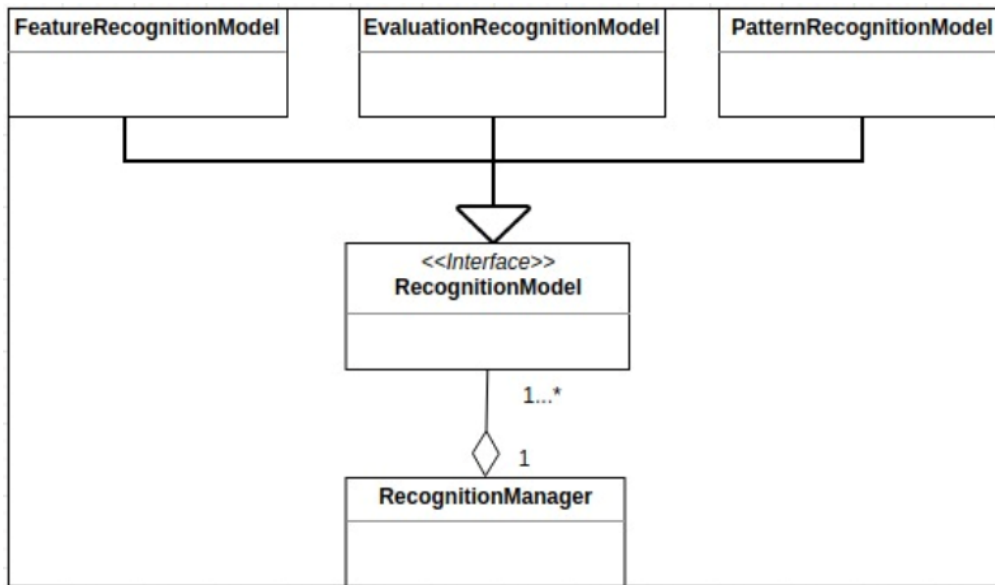 FeatureRecognitionModel
EvaluationRecognitionModel
PatternRecognitionModel
<<Interface>>
RecognitionModel
1...*
1
RecognitionManager